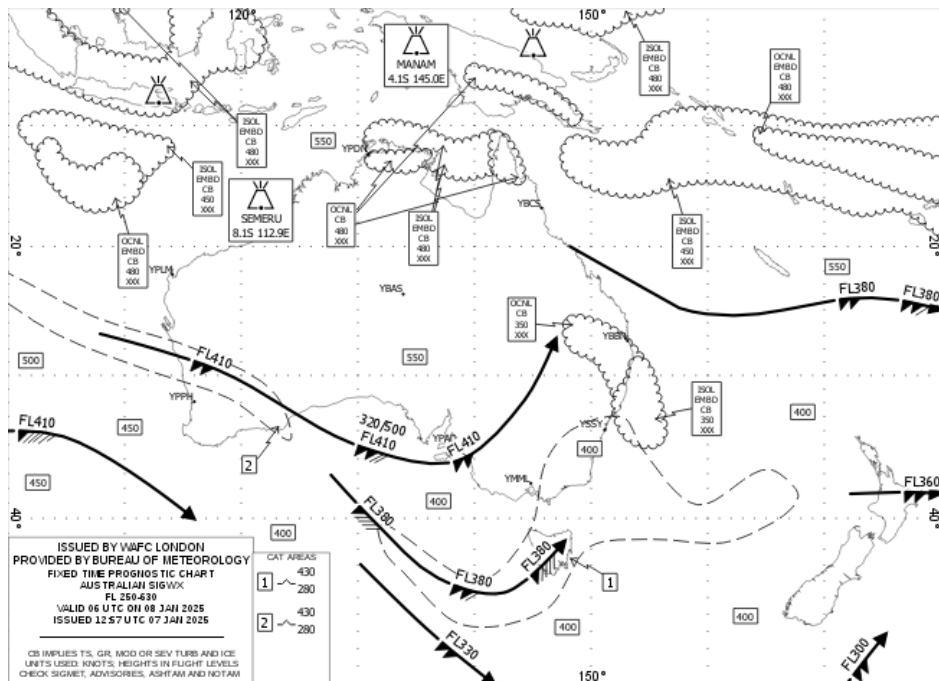 120°
150°
MANAM
4.1S 145.0E
ISOL
EMBD
CB
480
XXX
OCNL
EMBD
CB
480
XXX
ISOL
EMBD
CB
480
XXX
550
YPDN
ISOL
EMBD
CB
450
XXX
SEMERU
8.1S 112.9E
OCNL
CB
480
XXX
ISOL
EMBD
CB
480
XXX
YBCS
ISOL
EMBD
CB
450
XXX
OCNL
EMBD
CB
480
XXX
20°
20°
YPLM
YBAS
550
FL380
FL380
OCNL
CB
350
XXX
YBBN
500
FL410
550
ISOL
EMBD
CB
350
XXX
YPPH
FL410
450
320/500
FL410
YPAD
FL410
YSSY
400
400
2
450
YMML
FL360
40°
40°
FL380
400
400
FL380
FL380
1
400
400
FL330
FL300
ISSUED BY WAFC LONDON
PROVIDED BY BUREAU OF METEOROLOGY
FIXED TIME PROGNOSTIC CHART
AUSTRALIAN SIGWX
FL 250-630
VALID 06 UTC ON 08 JAN 2025
ISSUED 1257 UTC 07 JAN 2025
CB IMPLIES TS, GR, MOD OR SEV TURB AND ICE
UNITS USED: KNOTS; HEIGHTS IN FLIGHT LEVELS
CHECK SIGMET, ADVISORIES, ASHTAM AND NOTAM
CAT AREAS
1 430
280
2 430
280
150°